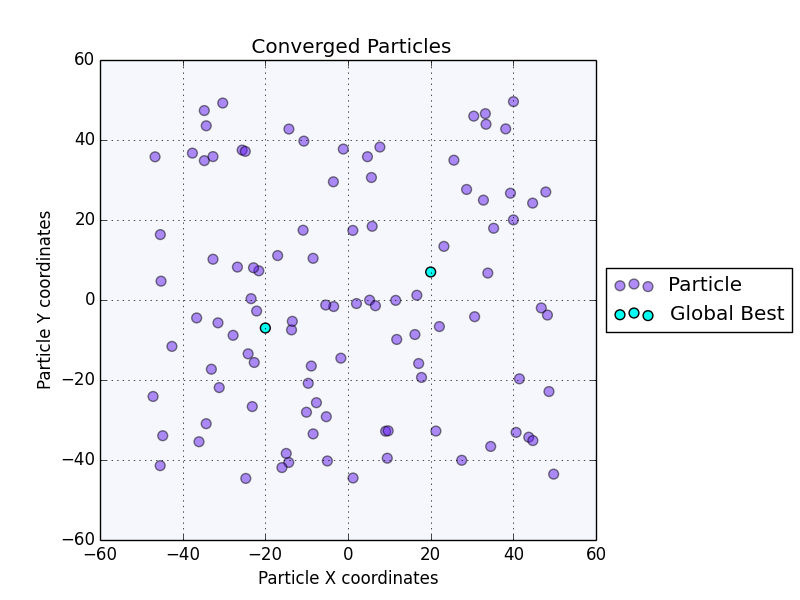 Converged Particles
60
40
20
0
−20
−40
−60
−60 −40 −20 0 20 40 60
Particle Y coordinates
Particle X coordinates
Particle
Global Best